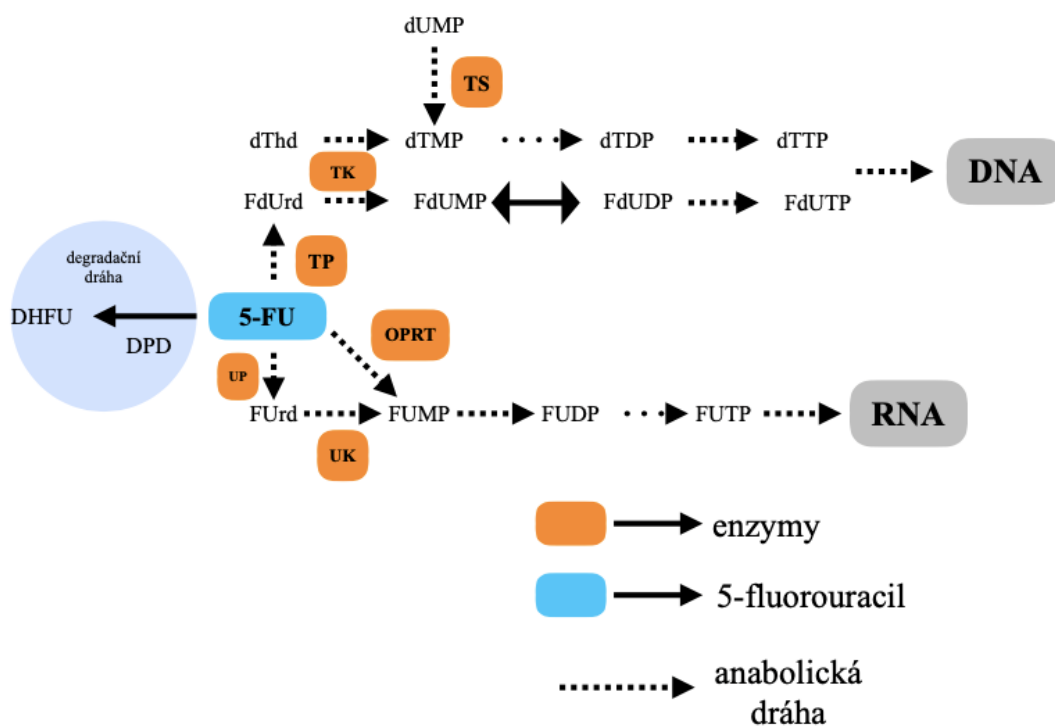 dUMP
TS
dThd
dTMP
dTDP
dTTP
TK
DNA
FdUrd
FdUMP
FdUDP
FdUTP
degradační
dráha
TP
DHFU
5-FU
OPRT
DPD
UP
FUrd
FUMP
FUDP
FUTP
RNA
UK
enzymy
5-fluorouracil
anabolická
dráha